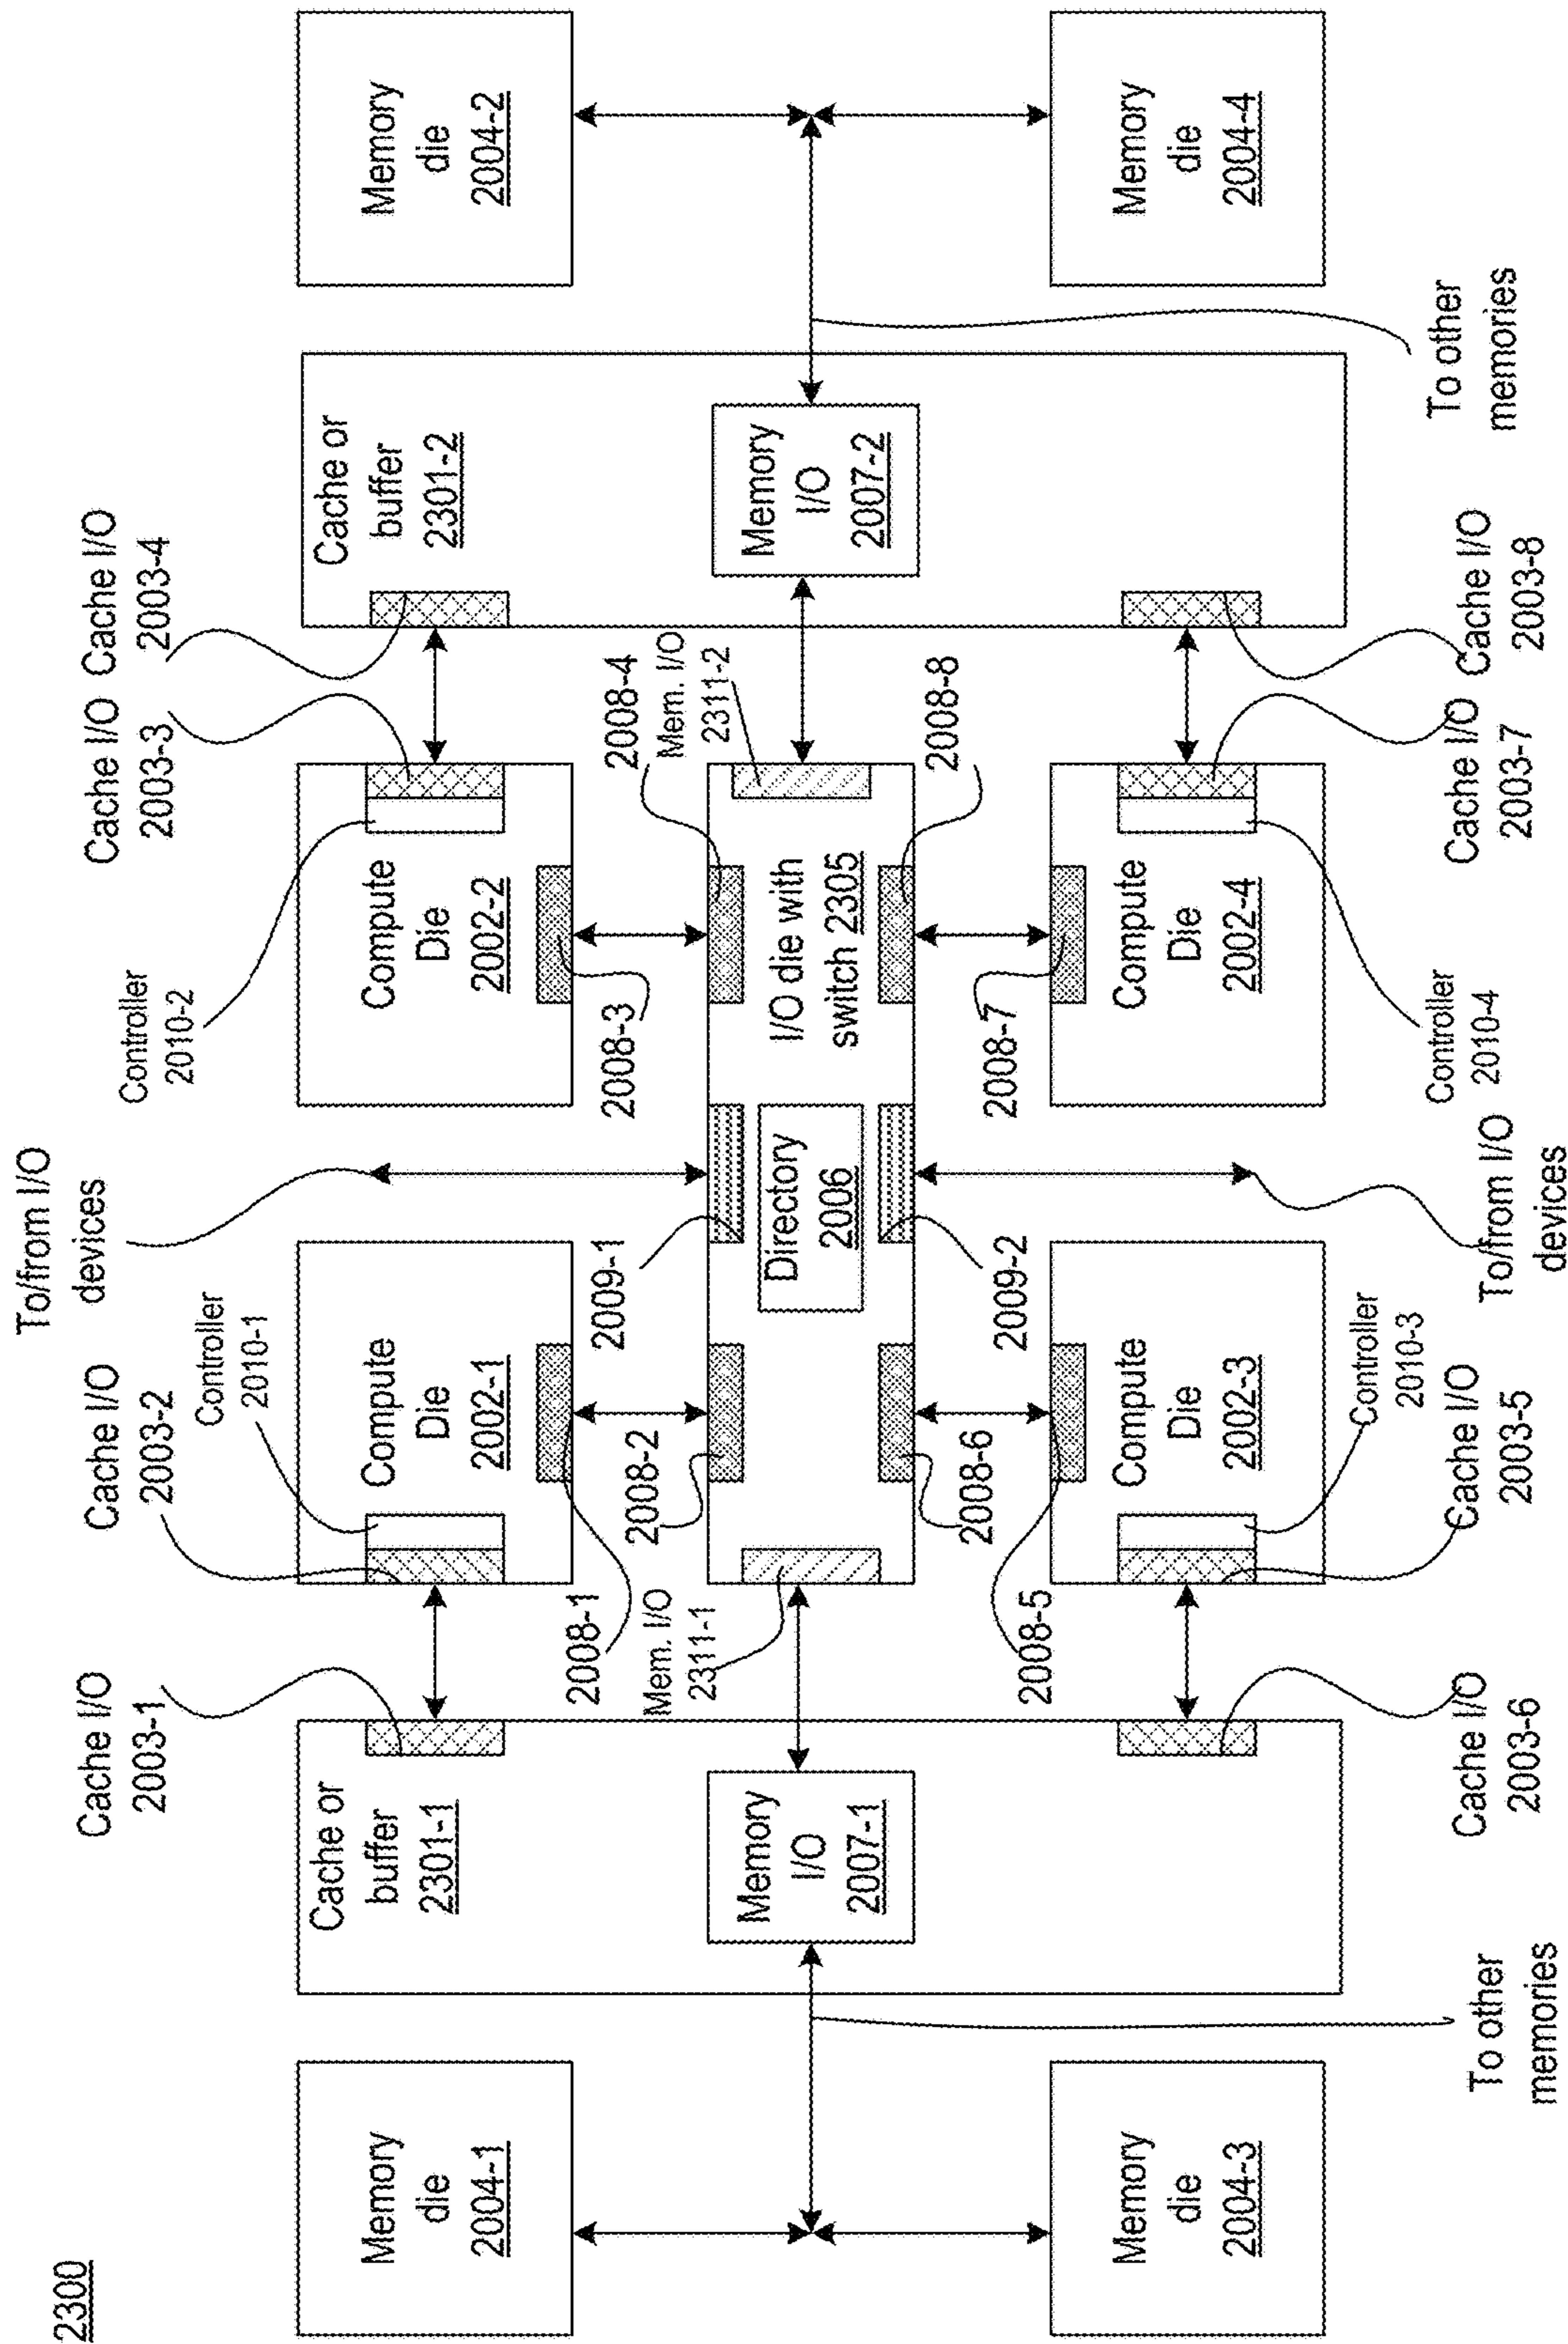 2300
To/from I/O
devices
Cache I/O
2003-1
Cache I/O
2003-2
Controller
2010-1
Controller
2010-2
Cache I/O
2003-3
Cache I/O
2003-4
Memory
die
2004-1
Cache or
buffer
2301-1
Compute
Die
2002-1
Compute
Die
2002-2
Cache or
buffer
2301-2
Memory
die
2004-2
2008-1
2008-2
2009-1
2008-3
2008-4
Mem. I/O
2311-1
Mem. I/O
2311-2
Memory
I/O
2007-1
Directory
2006
I/O die with
switch 2305
Memory
I/O
2007-2
2008-5
2008-6
2009-2
2008-7
2008-8
Memory
die
2004-3
Compute
Die
2002-3
Compute
Die
2002-4
Memory
die
2004-4
Controller
2010-3
Controller
2010-4
Cache I/O
2003-6
Cache I/O
2003-5
Cache I/O
2003-7
Cache I/O
2003-8
To other
memories
To/from I/O
devices
To other
memories